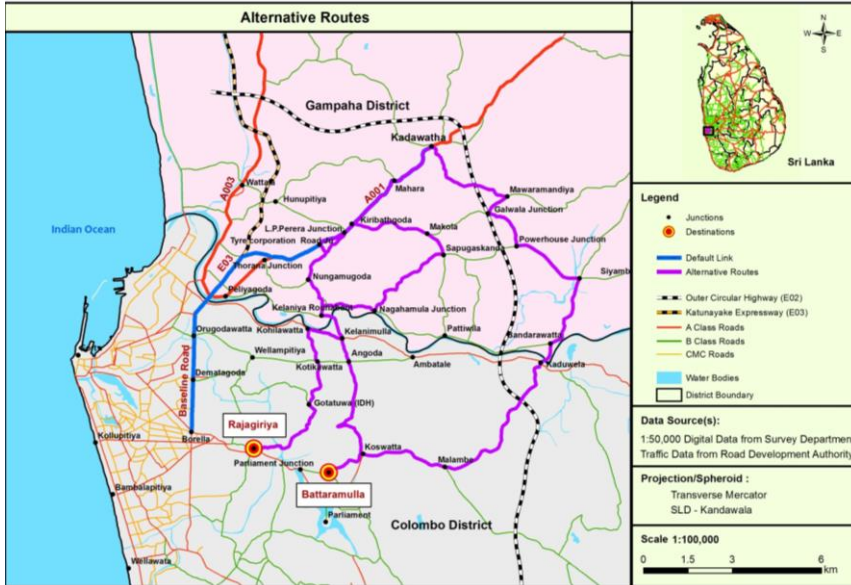 Alternative Routes
N
W
E
S
Sri Lanka
Gampaha District
Kadawatha
A003
Wattala
Hunupitiya
A001
Mahara
Mawaramandiya
Galwala Junction
Indian Ocean
L.P.Perera Junction
Kiribathgoda
Makola
Tyre corporation Road Jn
Sapugaskanda
Powerhouse Junction
E03
Thorana Junction
Nungamugoda
Siyamb
Peliyagoda
Kelaniya
Nagahamula Junction
Orugodawatta
Kohilawatta
Kelanimulla
Pattiwila
Bandarawatta
Wellampitiya
Kotikawatta
Angoda
Ambatale
Kaduwela
Baseline Road
Dematagoda
Gotatuwa (IDH)
Rajagiriya
Kollupitiya
Borella
Koswatta
Parliament Junction
Malambe
Battaramulla
Bambalapitiya
Parliament
Colombo District
Wellawata
Legend
Junctions
Destinations
Default Link
Alternative Routes
Outer Circular Highway (E02)
Katunayake Expressway (E03)
A Class Roads
B Class Roads
CMC Roads
Water Bodies
District Boundary
Data Source(s):
1:50,000 Digital Data from Survey Department
Traffic Data from Road Development Authority
Projection/Spheroid :
Transverse Mercator
SLD - Kandawala
Scale 1:100,000
0 1.5 3 6
km